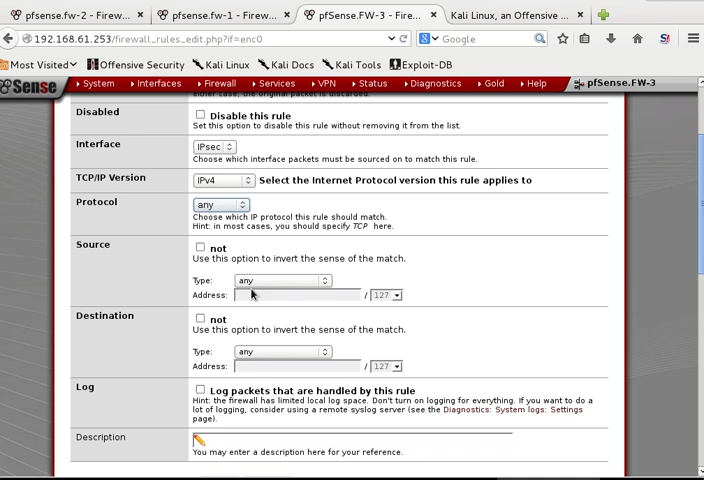 pfsense.fw-2 - Firew...
pfsense.fw-1 - Firew...
pfSense.FW-3 - Fire...
Kali Linux, an Offensive ...
192.168.61.253/firewall_rules_edit.php?if=enc0
Google
Most Visited
Offensive Security
Kali Linux
Kali Docs
Kali Tools
Exploit-DB
Sense
System
Interfaces
Firewall
Services
VPN
Status
Diagnostics
Gold
Help
pfSense.FW-3
either case, the original packet is discarded.
Disabled
Disable this rule
Set this option to disable this rule without removing it from the list.
Interface
IPsec
Choose which interface packets must be sourced on to match this rule.
TCP/IP Version
IPv4
Select the Internet Protocol version this rule applies to
Protocol
any
Choose which IP protocol this rule should match.
Hint: in most cases, you should specify TCP here.
Source
not
Use this option to invert the sense of the match.
Type:
any
Address:
/
127
Destination
not
Use this option to invert the sense of the match.
Type:
any
Address:
/
127
Log
Log packets that are handled by this rule
Hint: the firewall has limited local log space. Don't turn on logging for everything. If you want to do a
lot of logging, consider using a remote syslog server (see the Diagnostics: System logs: Settings
page).
Description
You may enter a description here for your reference.